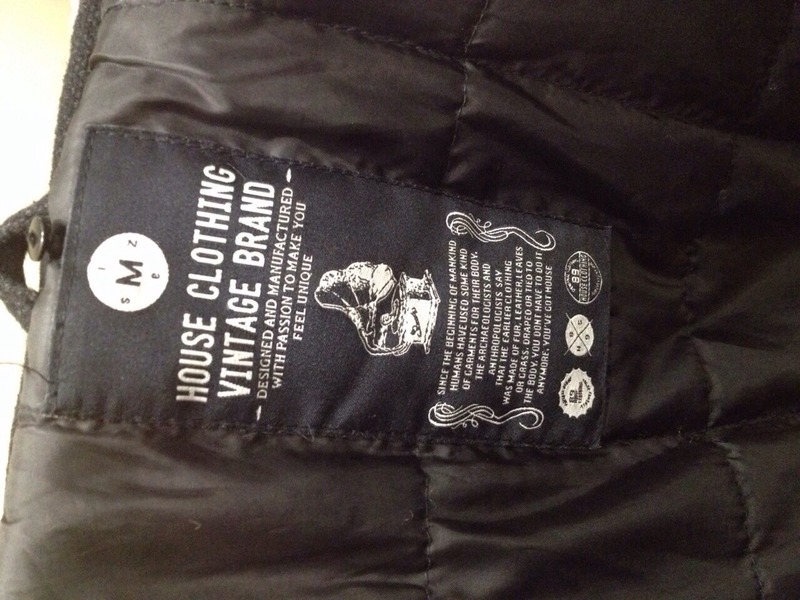 size
M
HOUSE CLOTHING
VINTAGE BRAND
DESIGNED AND MANUFACTURED
WITH PASSION TO MAKE YOU
FEEL UNIQUE
SINCE THE BEGINNING OF MANKIND
HUMANS HAVE USED SOME KIND
OF GARMENTS FOR THEIR BODY.
THE ARCHAEOLOGISTS AND
ANTHROPOLOGISTS SAY
THAT THE EARLIER CLOTHING
WAS MADE OF FUR, LEATHER, LEAVES
OR GRASS, DRAPED OR TIED TO
THE BODY. YOU DON'T HAVE TO DO IT
ANYMORE. YOU'VE GOT HOUSE